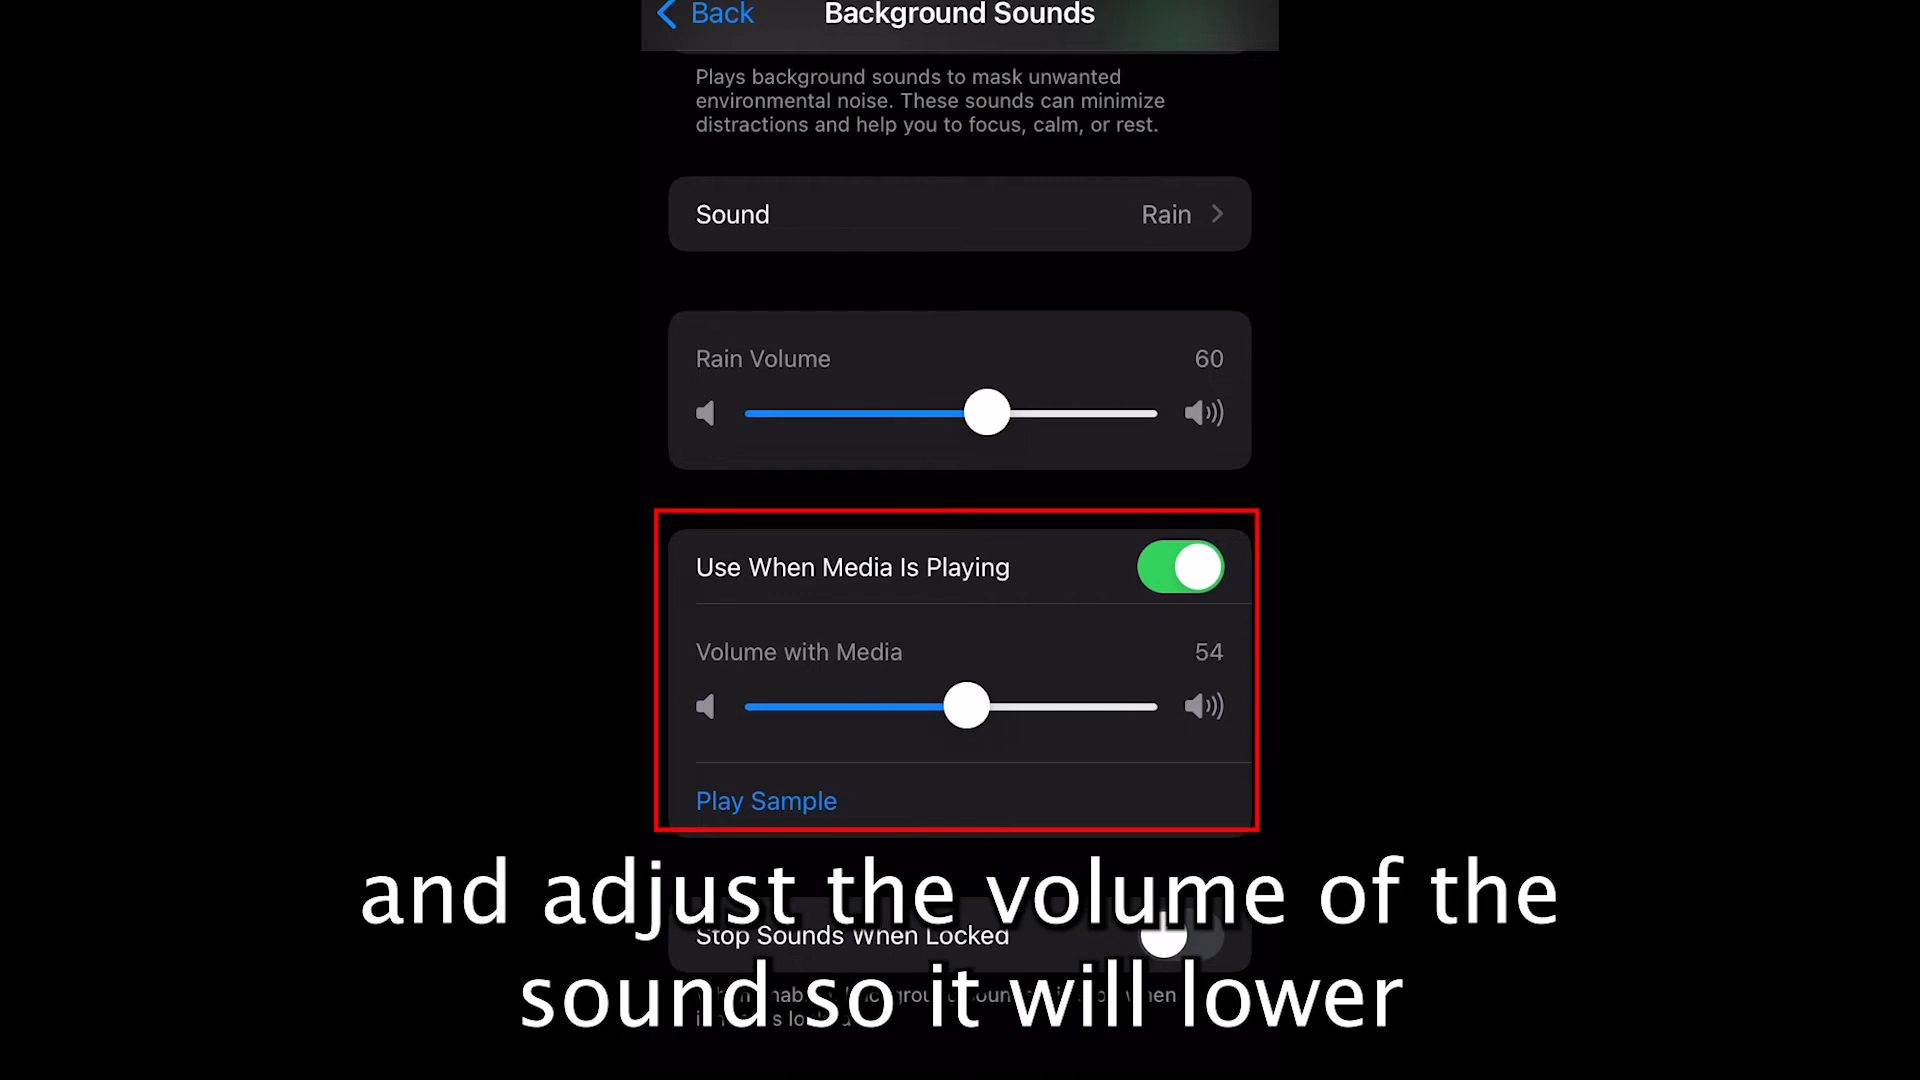 Back
Background Sounds
Plays background sounds to mask unwanted
environmental noise. These sounds can minimize
distractions and help you to focus, calm, or rest.
Sound
Rain
Rain Volume
60
Use When Media Is Playing
Volume with Media
54
Play Sample
and adjust the volume of the
Stop Sounds When Locked
sound so it will lower